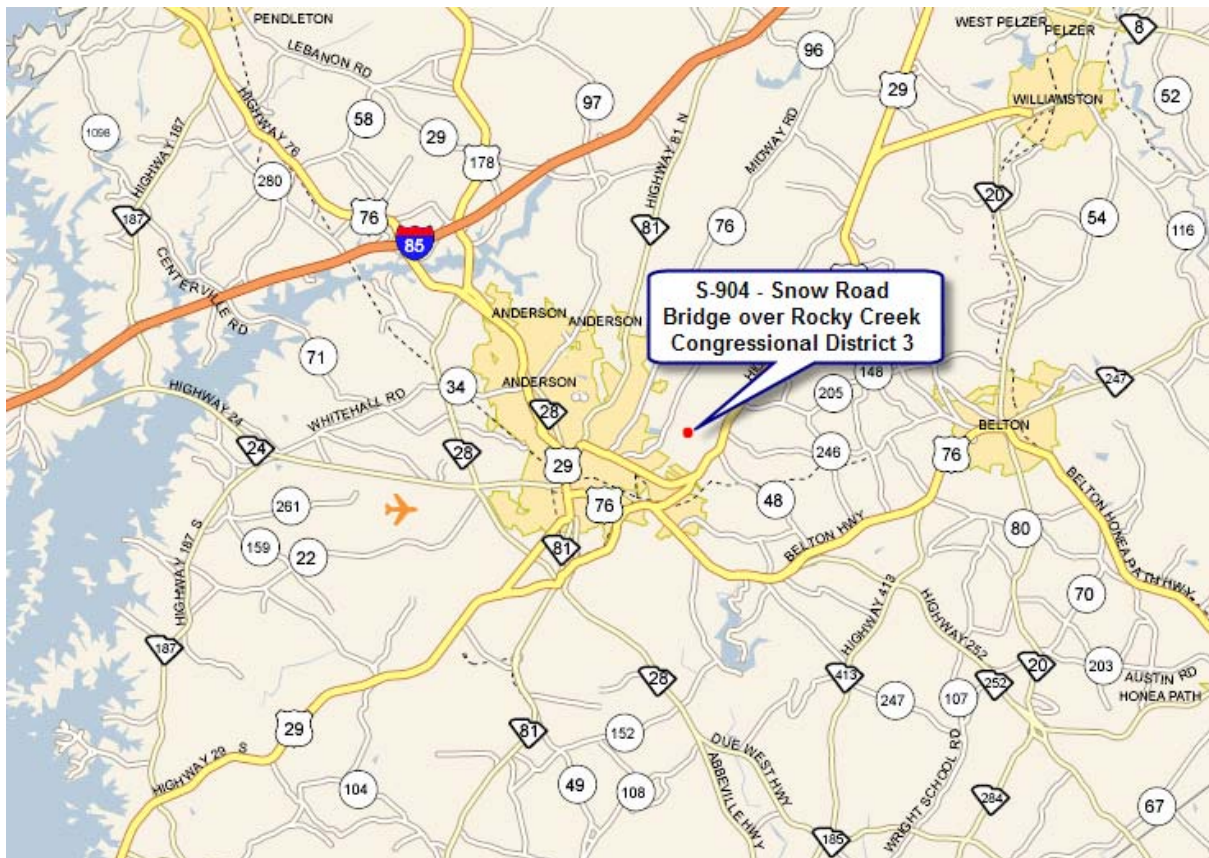 PENDLETON
LEBANON RD
96
WEST PELZER
PELZER
8
1096
HIGHWAY 187
HIGHWAY 76
58
29
97
178
HIGHWAY 81 N
MIDWAY RD
29
WILLIAMSTON
52
280
187
76
85
81
76
20
54
116
CENTERVILLE RD
S-904 - Snow Road
Bridge over Rocky Creek
Congressional District 3
ANDERSON
ANDERSON
71
34
ANDERSON
28
148
205
247
HIGHWAY 24
WHITEHALL RD
24
28
29
246
76
BELTON
261
76
48
80
BELTON HWY
BELTON HONEA PATH HWY
159
22
81
HIGHWAY 187 S
HIGHWAY 413
HIGHWAY 252
70
187
28
413
247
107
252
20
203
AUSTIN RD
HONEA PATH
29
HIGHWAY 29 S
81
152
DUE WEST HWY
ABBEVILLE HWY
WRIGHT SCHOOL RD
104
49
108
284
185
67